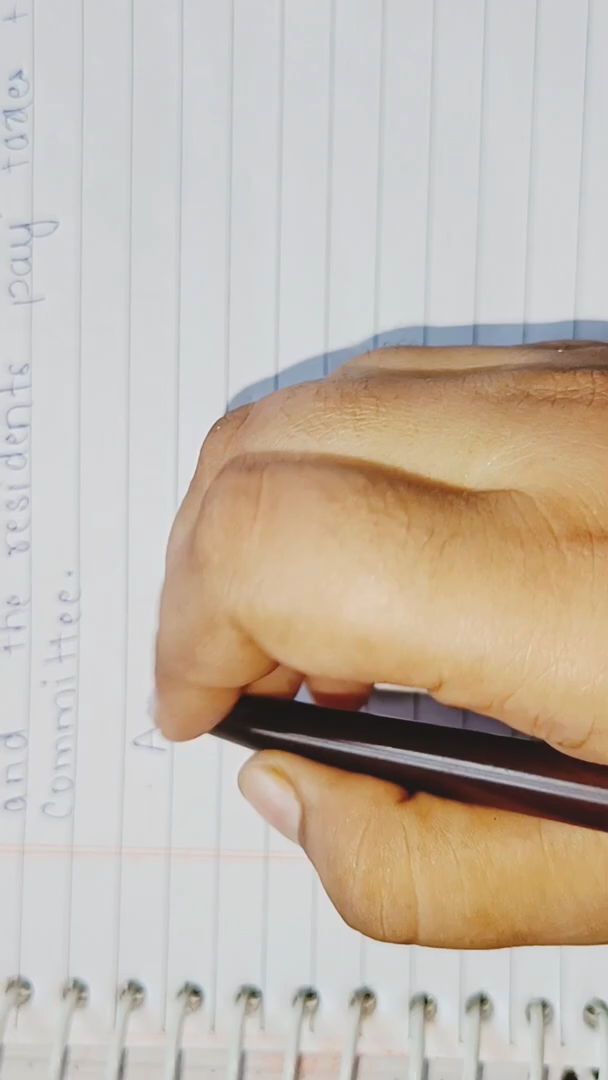 and the residents pay taxes +
Committee.
A